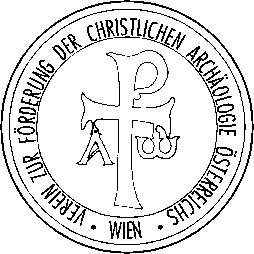 VEREIN ZUR FÖRDERUNG DER CHRISTLICHEN ARCHÄOLOGIE ÖSTERREICHS
· WIEN ·
A ω